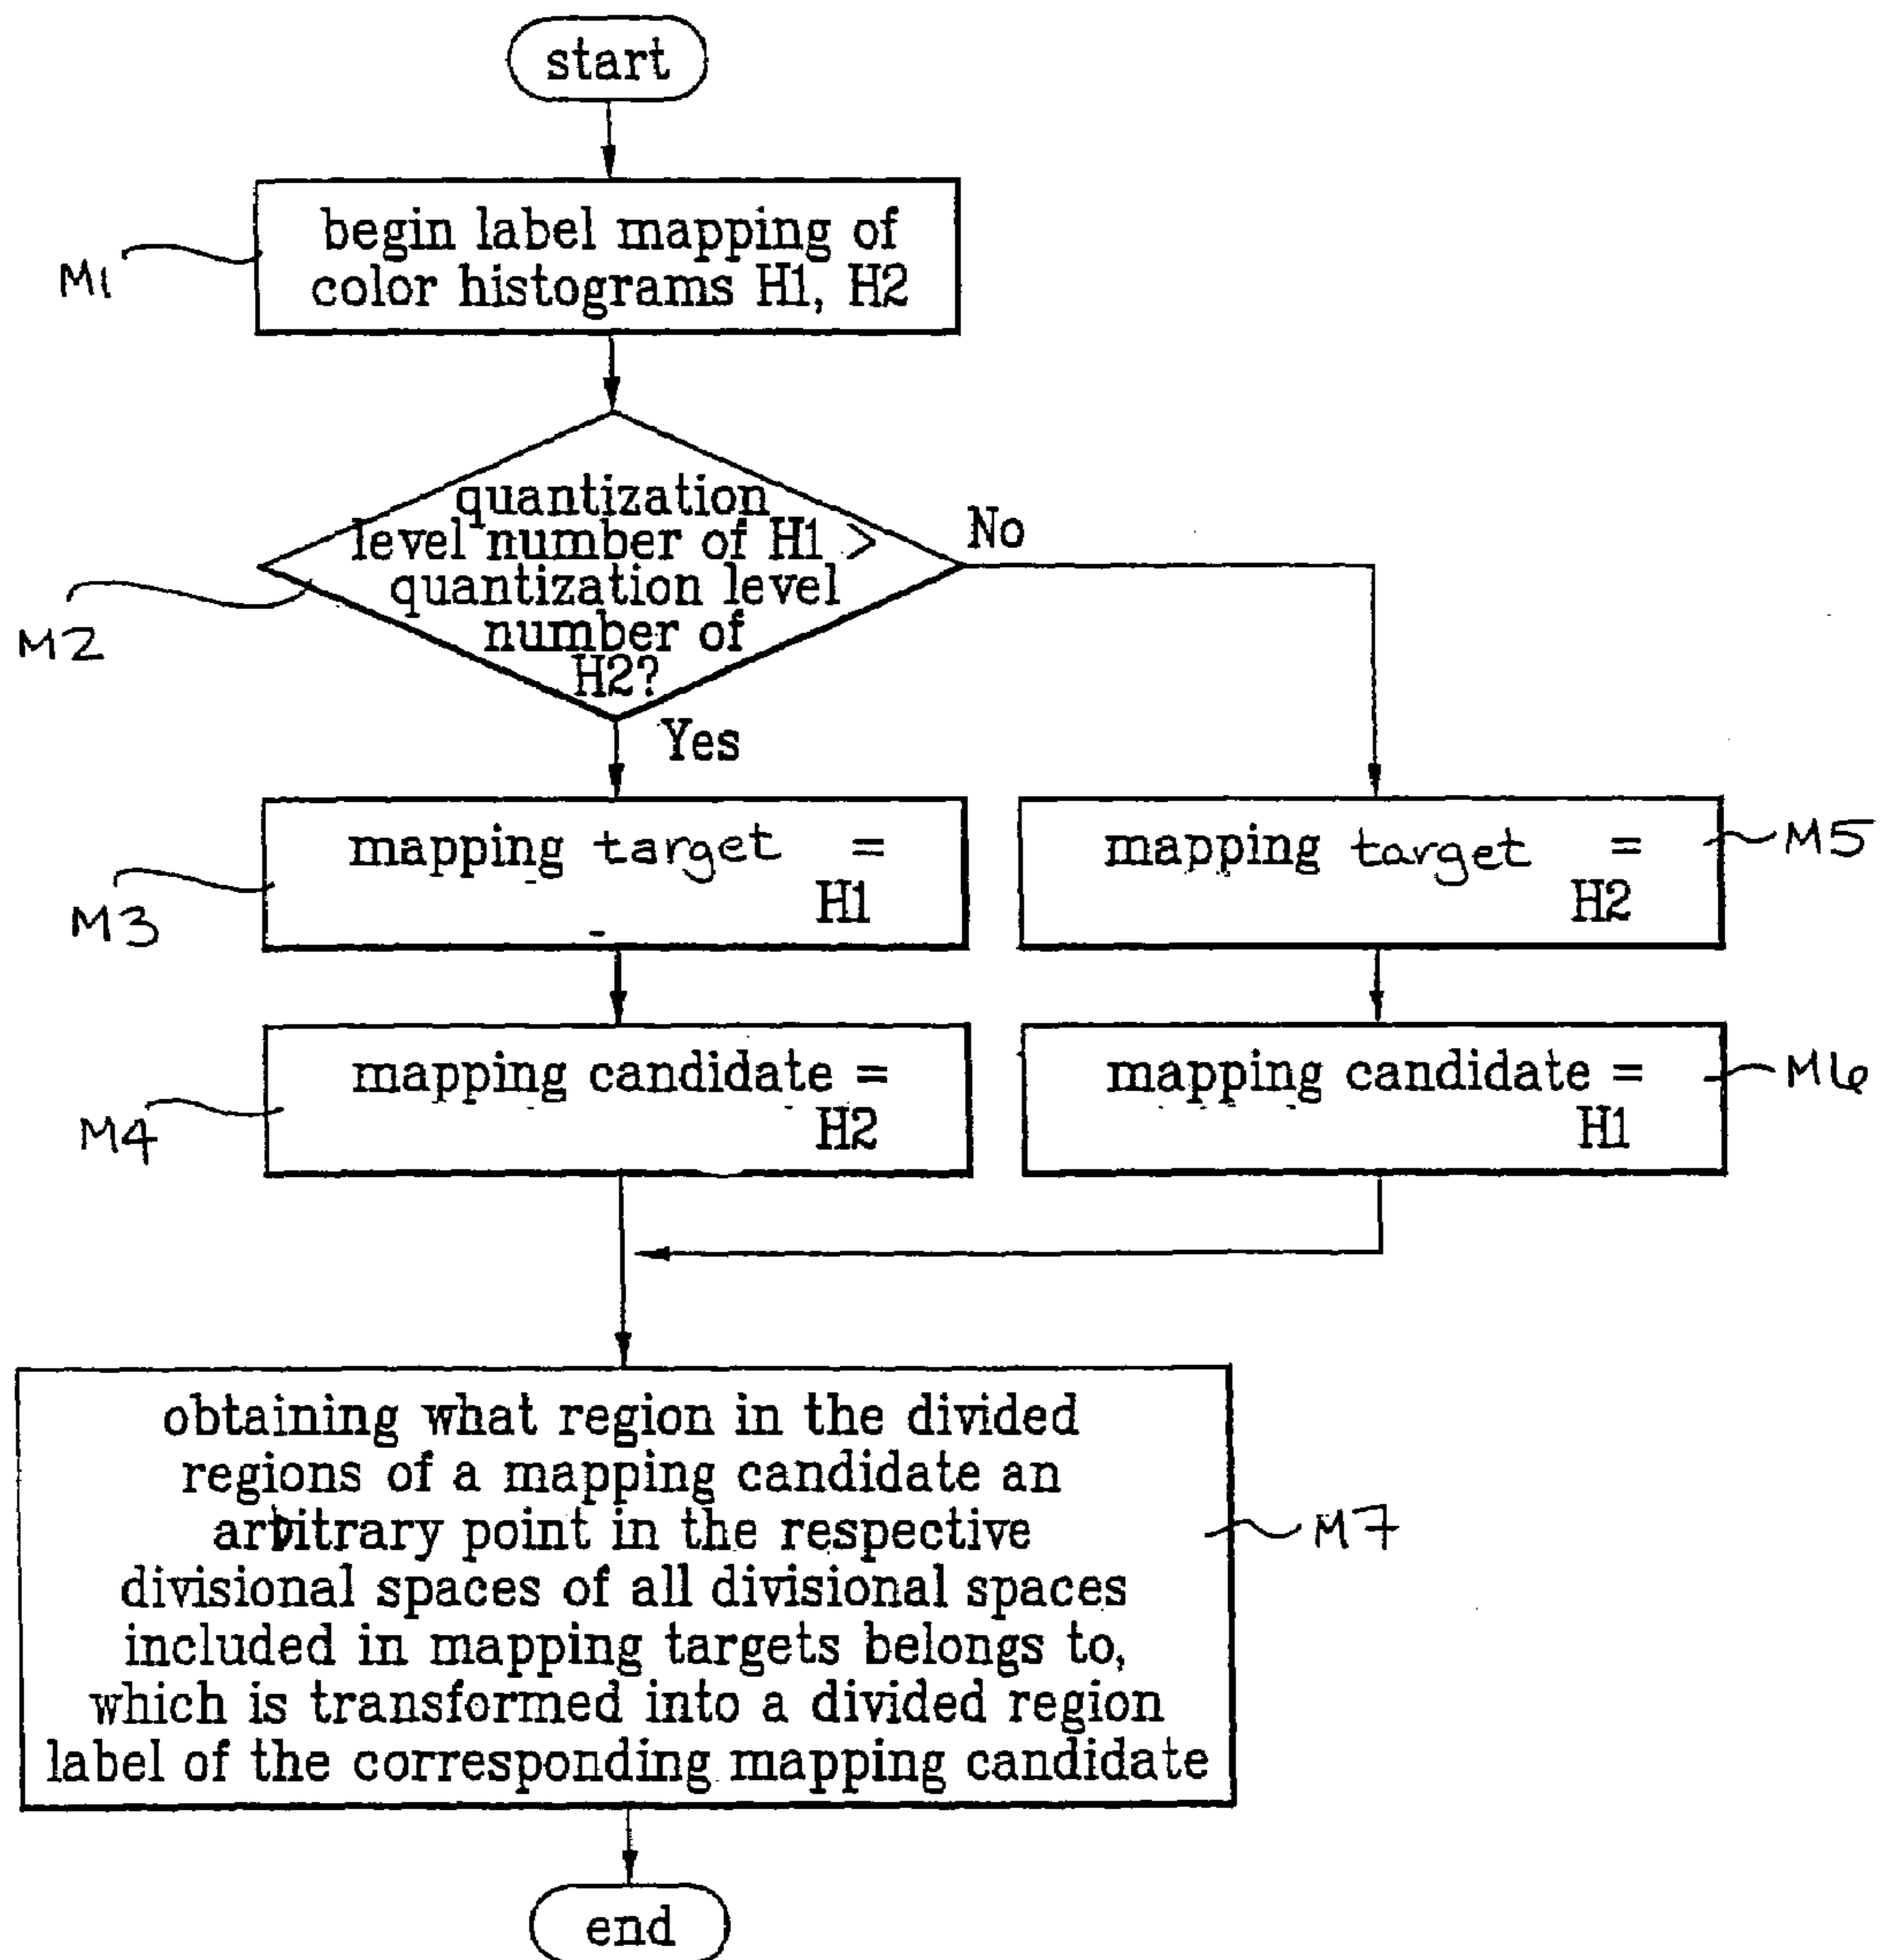 start
begin label mapping of
color histograms H1, H2
M1
quantization
level number of H1 >
quantization level
number of
H2?
No
M2
Yes
mapping target =
H1
M3
mapping target =
H2
M5
mapping candidate =
H2
M4
mapping candidate =
H1
M6
obtaining what region in the divided
regions of a mapping candidate an
arbitrary point in the respective
divisional spaces of all divisional spaces
included in mapping targets belongs to,
which is transformed into a divided region
label of the corresponding mapping candidate
M7
end